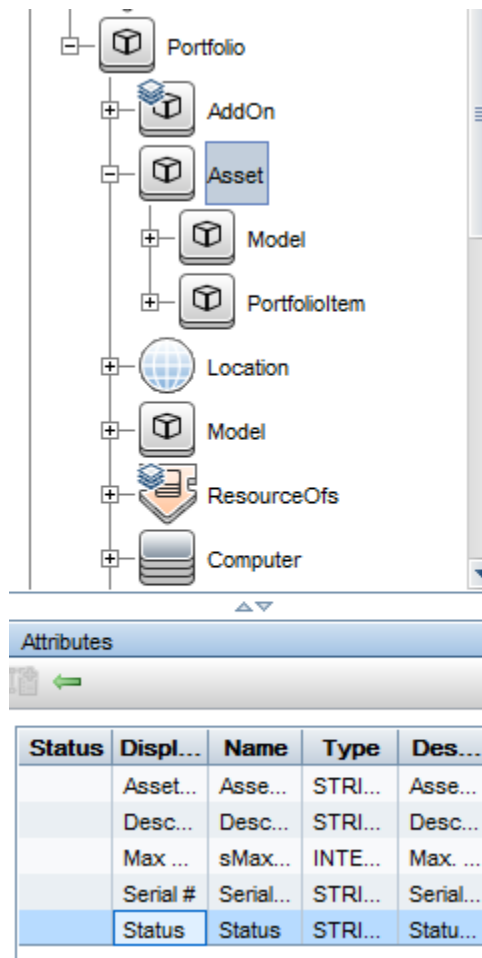 Portfolio
AddOn
Asset
Model
PortfolioItem
Location
Model
ResourceOfs
Computer
Attributes
Status Displ... Name Type Des...
Asset... Asse... STRI... Asse...
Desc... Desc... STRI... Desc...
Max ... sMax... INTE... Max. ...
Serial # Serial... STRI... Serial...
Status Status STRI... Statu...